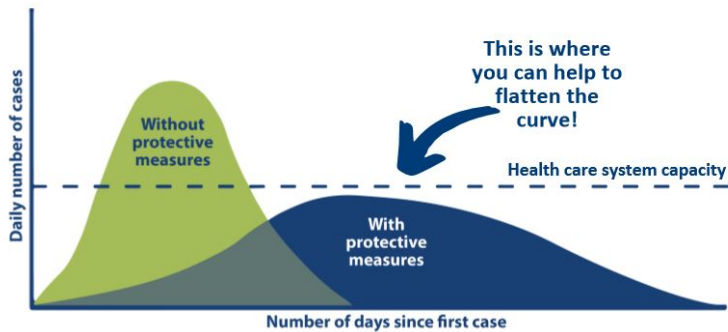 Daily number of cases
Without
protective
measures
This is where
you can help to
flatten the
curve!
Health care system capacity
With
protective
measures
Number of days since first case